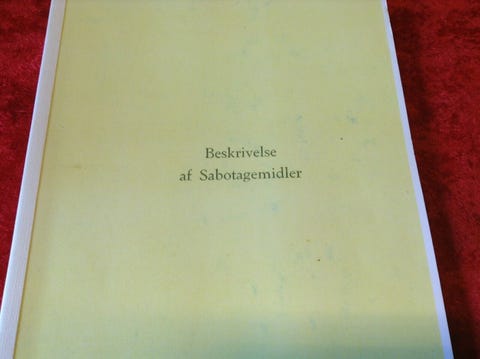 Beskrivelse
af Sabotagemidler